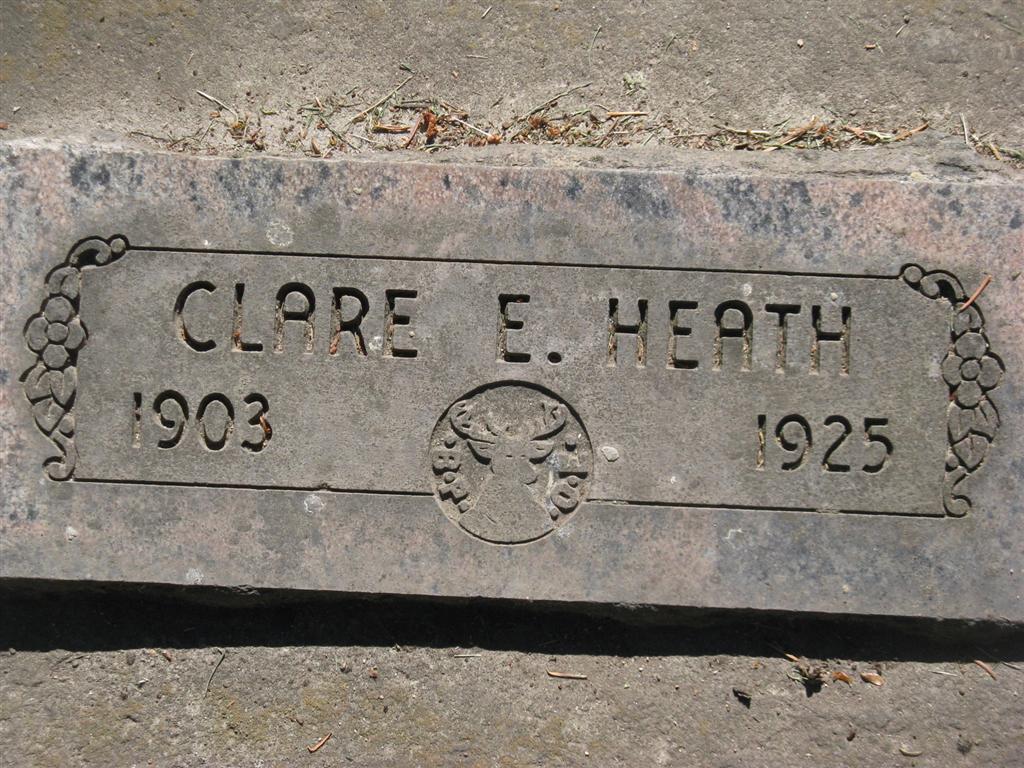 CLARE E. HEATH
1903 1925
B.P.O.